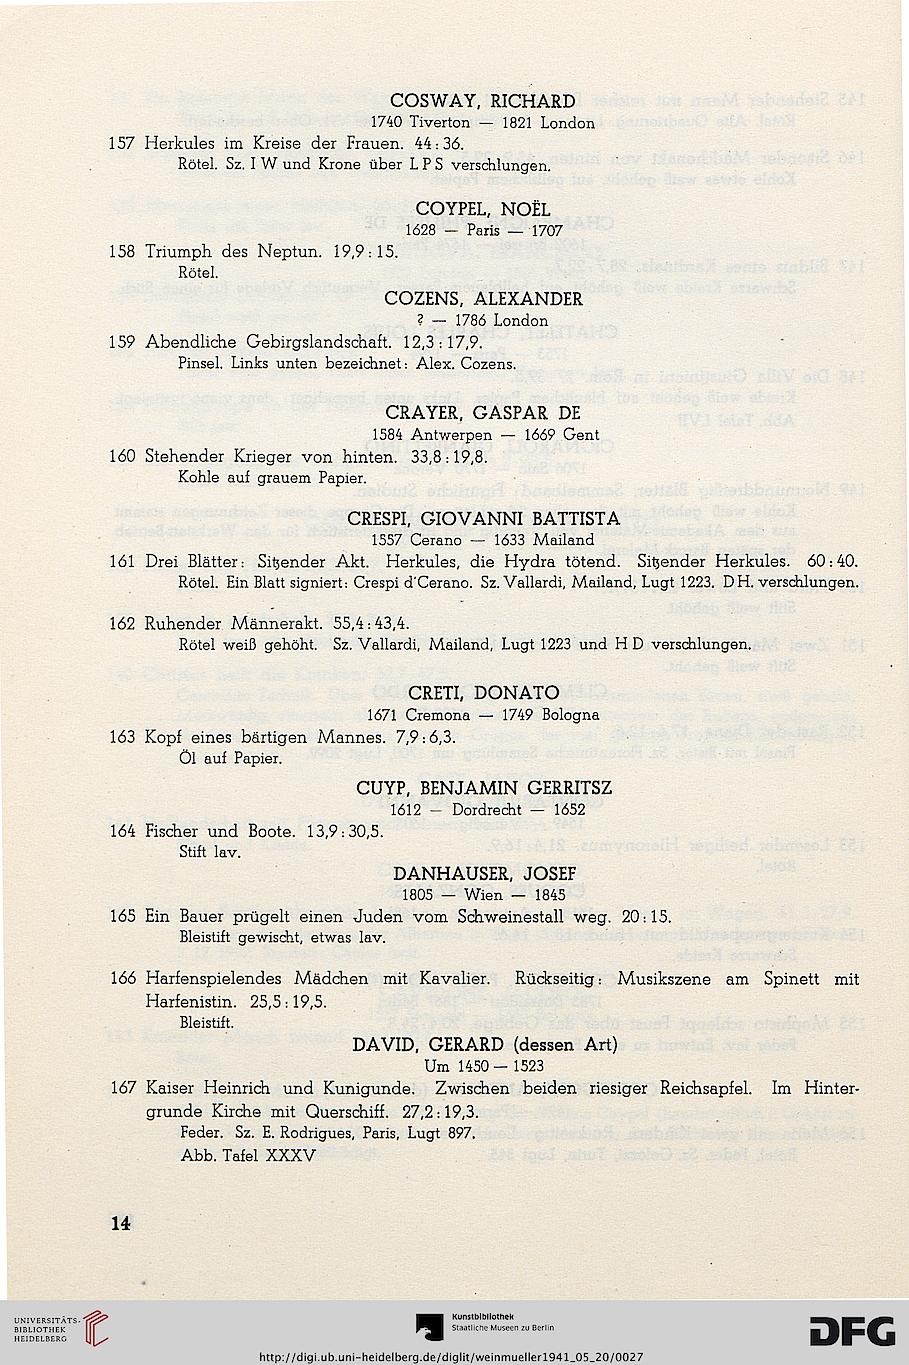 COSWAY, RICHARD
1740 Tiverton — 1821 London
157 Herkules im Kreise der Frauen. 44 : 36.
Rötel. Sz. I W und Krone über L P S verschlungen.
COYPEL, NOËL
1628 — Paris — 1707
158 Triumph des Neptun. 19,9 : 15.
Rötel.
COZENS, ALEXANDER
? — 1786 London
159 Abendliche Gebirgslandschaft. 12,3 : 17,9.
Pinsel. Links unten bezeichnet: Alex. Cozens.
CRAYER, GASPAR DE
1584 Antwerpen — 1669 Gent
160 Stehender Krieger von hinten. 33,8 : 19,8.
Kohle auf grauem Papier.
CRESPI, GIOVANNI BATTISTA
1557 Cerano — 1633 Mailand
161 Drei Blätter: Sitzender Akt. Herkules, die Hydra tötend. Sitzender Herkules. 60 : 40.
Rötel. Ein Blatt signiert: Crespi d'Cerano. Sz. Vallardi, Mailand, Lugt 1223. DH. verschlungen.
162 Ruhender Männerakt. 55,4 : 43,4.
Rötel weiß gehöht. Sz. Vallardi, Mailand, Lugt 1223 und H D verschlungen.
CRETI, DONATO
1671 Cremona — 1749 Bologna
163 Kopf eines bärtigen Mannes. 7,9 : 6,3.
Öl auf Papier.
CUYP, BENJAMIN GERRITSZ
1612 — Dordrecht — 1652
164 Fischer und Boote. 13,9 : 30,5.
Stift lav.
DANHAUSER, JOSEF
1805 — Wien — 1845
165 Ein Bauer prügelt einen Juden vom Schweinestall weg. 20 : 15.
Bleistift gewischt, etwas lav.
166 Harfenspielendes Mädchen mit Kavalier. Rückseitig: Musikszene am Spinett mit
Harfenistin. 25,5 : 19,5.
Bleistift.
DAVID, GERARD (dessen Art)
Um 1450 — 1523
167 Kaiser Heinrich und Kunigunde. Zwischen beiden riesiger Reichsapfel. Im Hinter-
grunde Kirche mit Querschiff. 27,2 : 19,3.
Feder. Sz. E. Rodrigues, Paris, Lugt 897.
Abb. Tafel XXXV
14
UNIVERSITÄTS-
BIBLIOTHEK
HEIDELBERG
Kunstbibliothek
Staatliche Museen zu Berlin
DFG
http://digi.ub.uni-heidelberg.de/diglit/weinmueller1941_05_20/0027